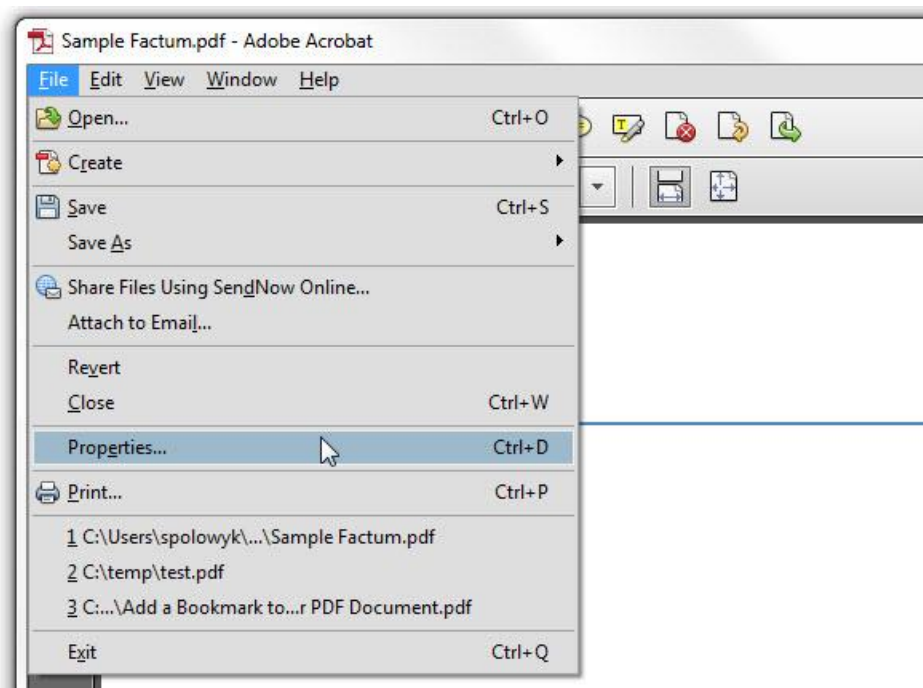 Sample Factum.pdf - Adobe Acrobat
File Edit View Window Help
Open... Ctrl+O
Create
Save Ctrl+S
Save As
Share Files Using SendNow Online...
Attach to Email...
Revert
Close Ctrl+W
Properties... Ctrl+D
Print... Ctrl+P
1 C:\Users\spolowyk\...\Sample Factum.pdf
2 C:\temp\test.pdf
3 C:...\Add a Bookmark to...r PDF Document.pdf
Exit Ctrl+Q